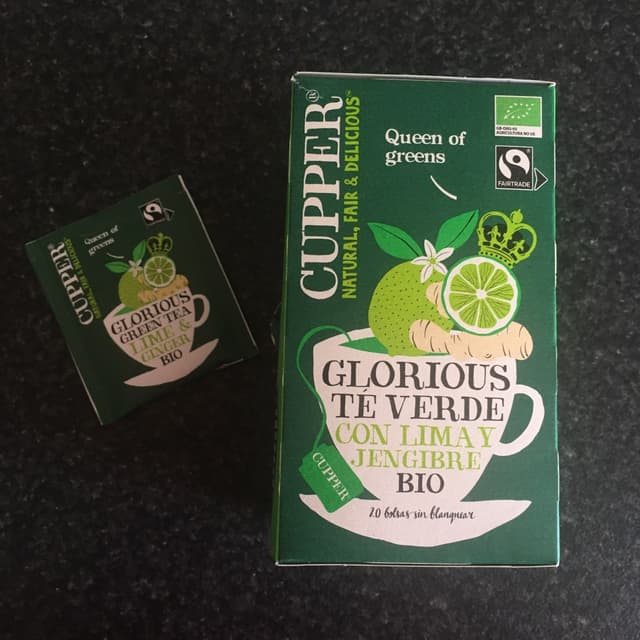 CUPPER®
NATURAL, FAIR & DELICIOUS™
Queen of
greens
FAIRTRADE
GLORIOUS
TÉ VERDE
CON LIMA Y
JENGIBRE
BIO
20 bolsas sin blanquear
CUPPER
CUPPER
Queen of
greens
GLORIOUS
GREEN TEA
LIME &
GINGER
BIO